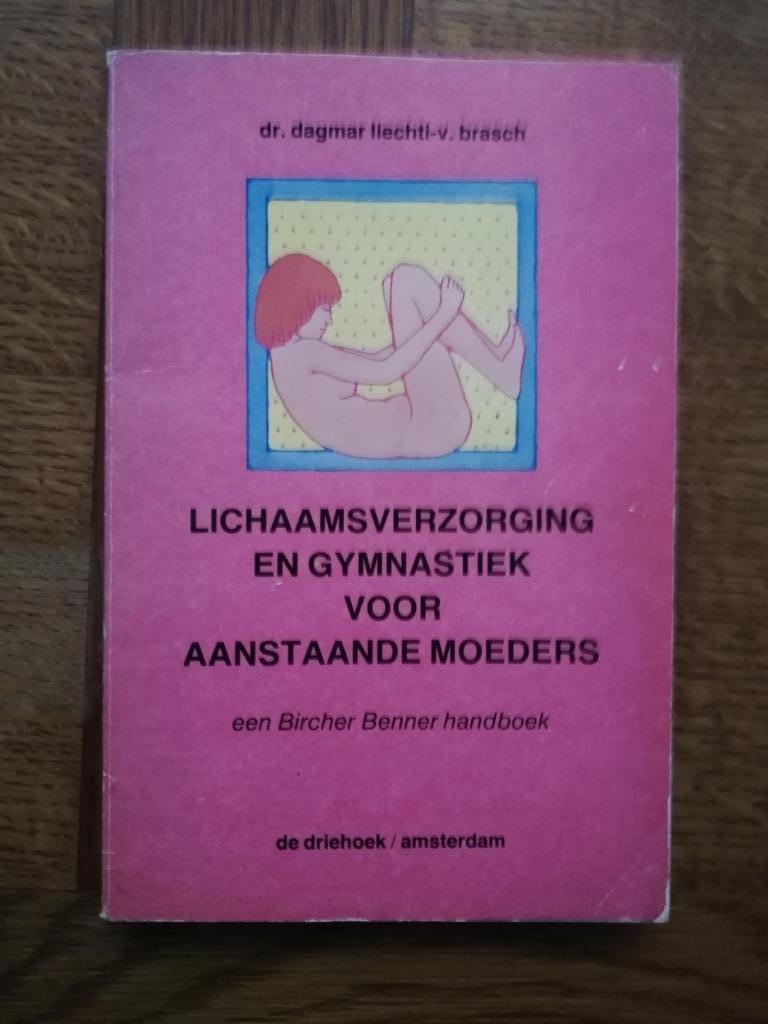 dr. dagmar liechti-v. brasch
LICHAAMSVERZORGING
EN GYMNASTIEK
VOOR
AANSTAANDE MOEDERS
een Bircher Benner handboek
de driehoek / amsterdam